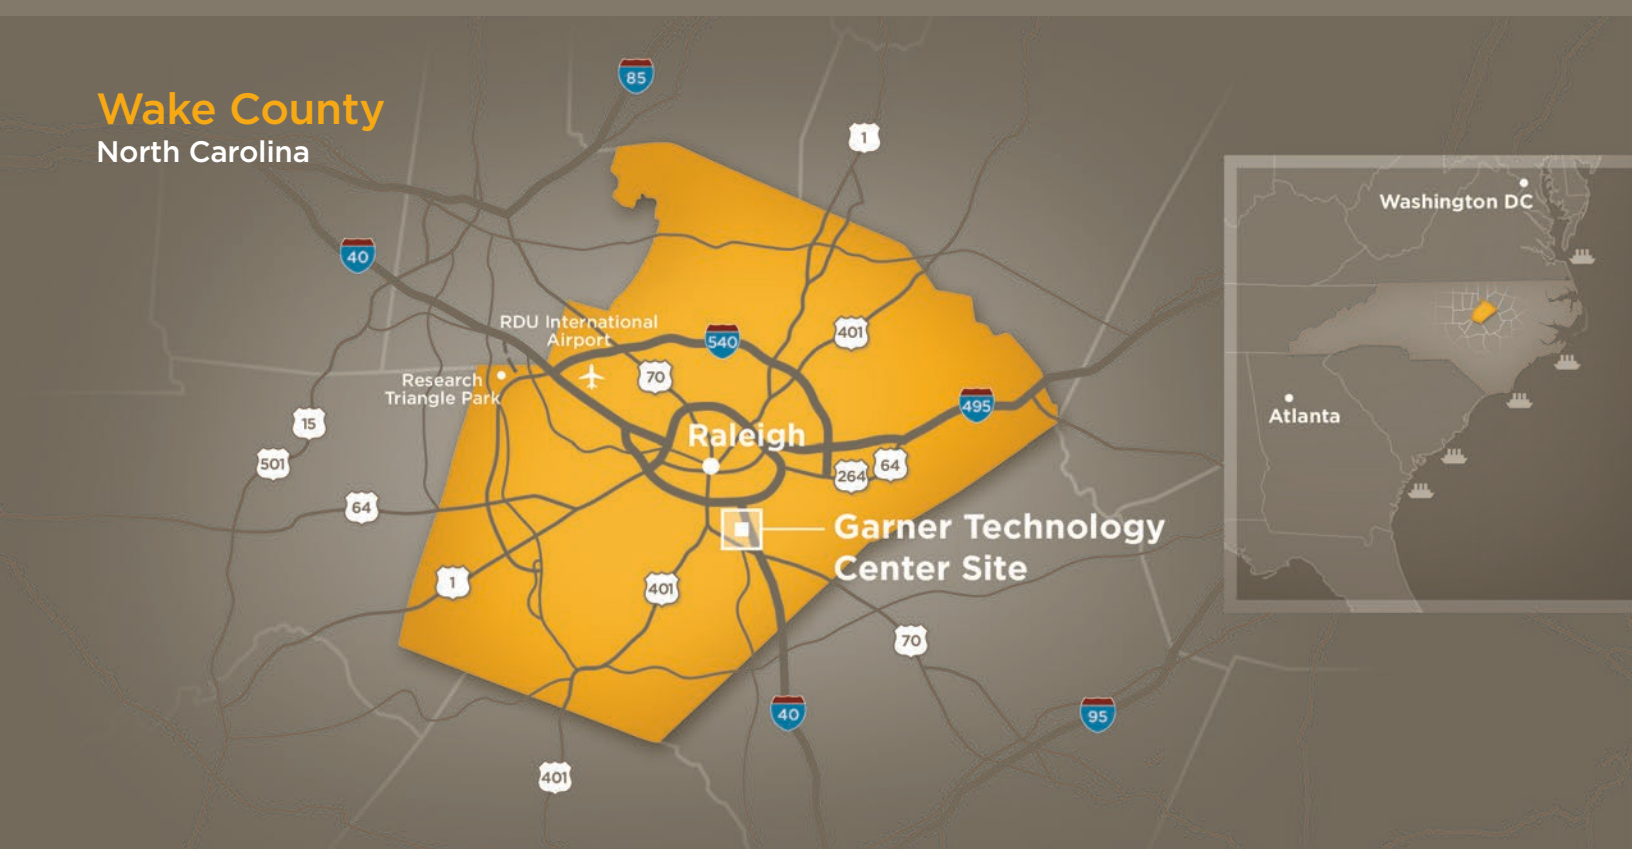 Wake County
North Carolina
85
1
40
Washington DC
RDU International
Airport
540
401
70
Research
Triangle Park
495
Atlanta
15
Raleigh
501
264
64
64
Garner Technology
Center Site
1
401
70
40
95
401